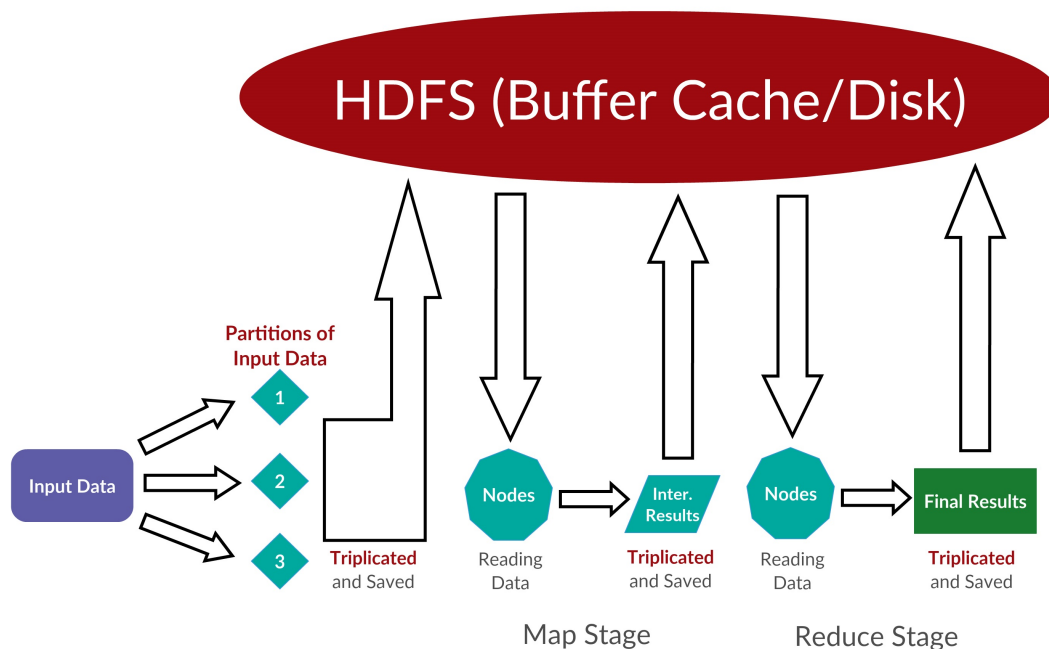 HDFS (Buffer Cache/Disk)
Partitions of
Input Data
1
Input Data
2
3
Triplicated
and Saved
Nodes
Reading
Data
Inter.
Results
Triplicated
and Saved
Map Stage
Nodes
Reading
Data
Final Results
Triplicated
and Saved
Reduce Stage